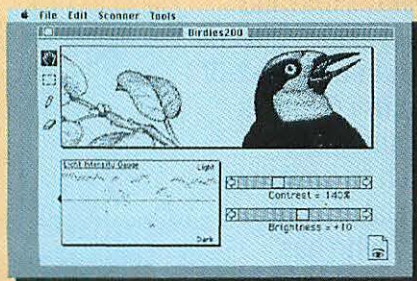 File Edit Scanner Tools
Birdies200
Light Intensity Gauge
Light
Contrast = 140%
Brightness = +10
Dark